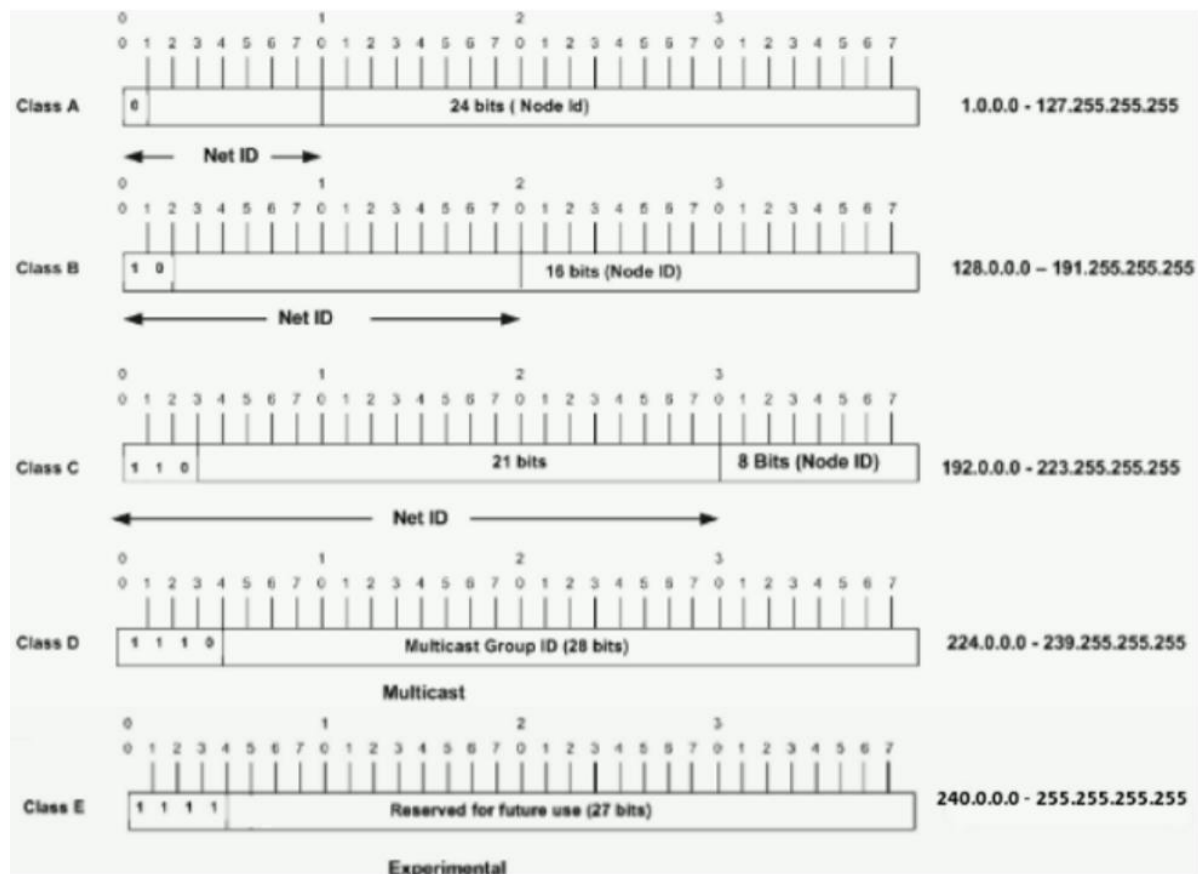 0 1 2 3
0 1 2 3 4 5 6 7 0 1 2 3 4 5 6 7 0 1 2 3 4 5 6 7 0 1 2 3 4 5 6 7
Class A 0 24 bits ( Node Id) 1.0.0.0 - 127.255.255.255
Net ID
0 1 2 3
0 1 2 3 4 5 6 7 0 1 2 3 4 5 6 7 0 1 2 3 4 5 6 7 0 1 2 3 4 5 6 7
Class B 1 0 16 bits (Node ID) 128.0.0.0 – 191.255.255.255
Net ID
0 1 2 3
0 1 2 3 4 5 6 7 0 1 2 3 4 5 6 7 0 1 2 3 4 5 6 7 0 1 2 3 4 5 6 7
Class C 1 1 0 21 bits 8 Bits (Node ID) 192.0.0.0 - 223.255.255.255
Net ID
0 1 2 3
0 1 2 3 4 5 6 7 0 1 2 3 4 5 6 7 0 1 2 3 4 5 6 7 0 1 2 3 4 5 6 7
Class D 1 1 1 0 Multicast Group ID (28 bits) 224.0.0.0 - 239.255.255.255
Multicast
0 1 2 3
0 1 2 3 4 5 6 7 0 1 2 3 4 5 6 7 0 1 2 3 4 5 6 7 0 1 2 3 4 5 6 7
Class E 1 1 1 1 Reserved for future use (27 bits) 240.0.0.0 - 255.255.255.255
Experimental